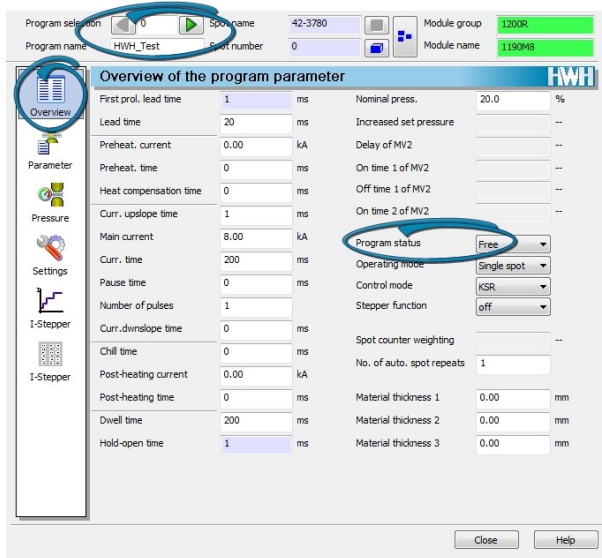 Program selection 0 Spot name 42-3780 Module group 1200R
Program name HWH_Test Spot number 0 Module name 1190M8
Overview of the program parameter HWH
Overview
Parameter
Pressure
Settings
I-Stepper
I-Stepper
First prol. lead time 1 ms Nominal press. 20.0 %
Lead time 20 ms Increased set pressure --
Preheat. current 0.00 kA Delay of MV2 --
Preheat. time 0 ms On time 1 of MV2 --
Heat compensation time 0 ms Off time 1 of MV2 --
Curr. upslope time 1 ms On time 2 of MV2 --
Main current 8.00 kA Program status Free
Curr. time 200 ms Operating mode Single spot
Pause time 0 ms Control mode KSR
Number of pulses 1 Stepper function off
Curr.dwnslope time 0 ms Spot counter weighting --
Chill time 0 ms No. of auto. spot repeats 1
Post-heating current 0.00 kA
Post-heating time 0 ms Material thickness 1 0.00 mm
Dwell time 200 ms Material thickness 2 0.00 mm
Hold-open time 1 ms Material thickness 3 0.00 mm
Close Help